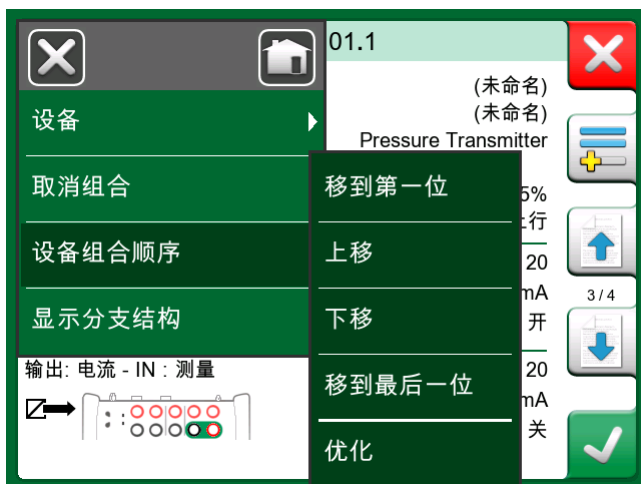 01.1
(未命名)
(未命名)
Pressure Transmitter
5%
上行
20
mA
开
20
mA
关
设备
取消组合
设备组合顺序
显示分支结构
移到第一位
上移
下移
移到最后一位
优化
输出: 电流 - IN : 测量
3 / 4